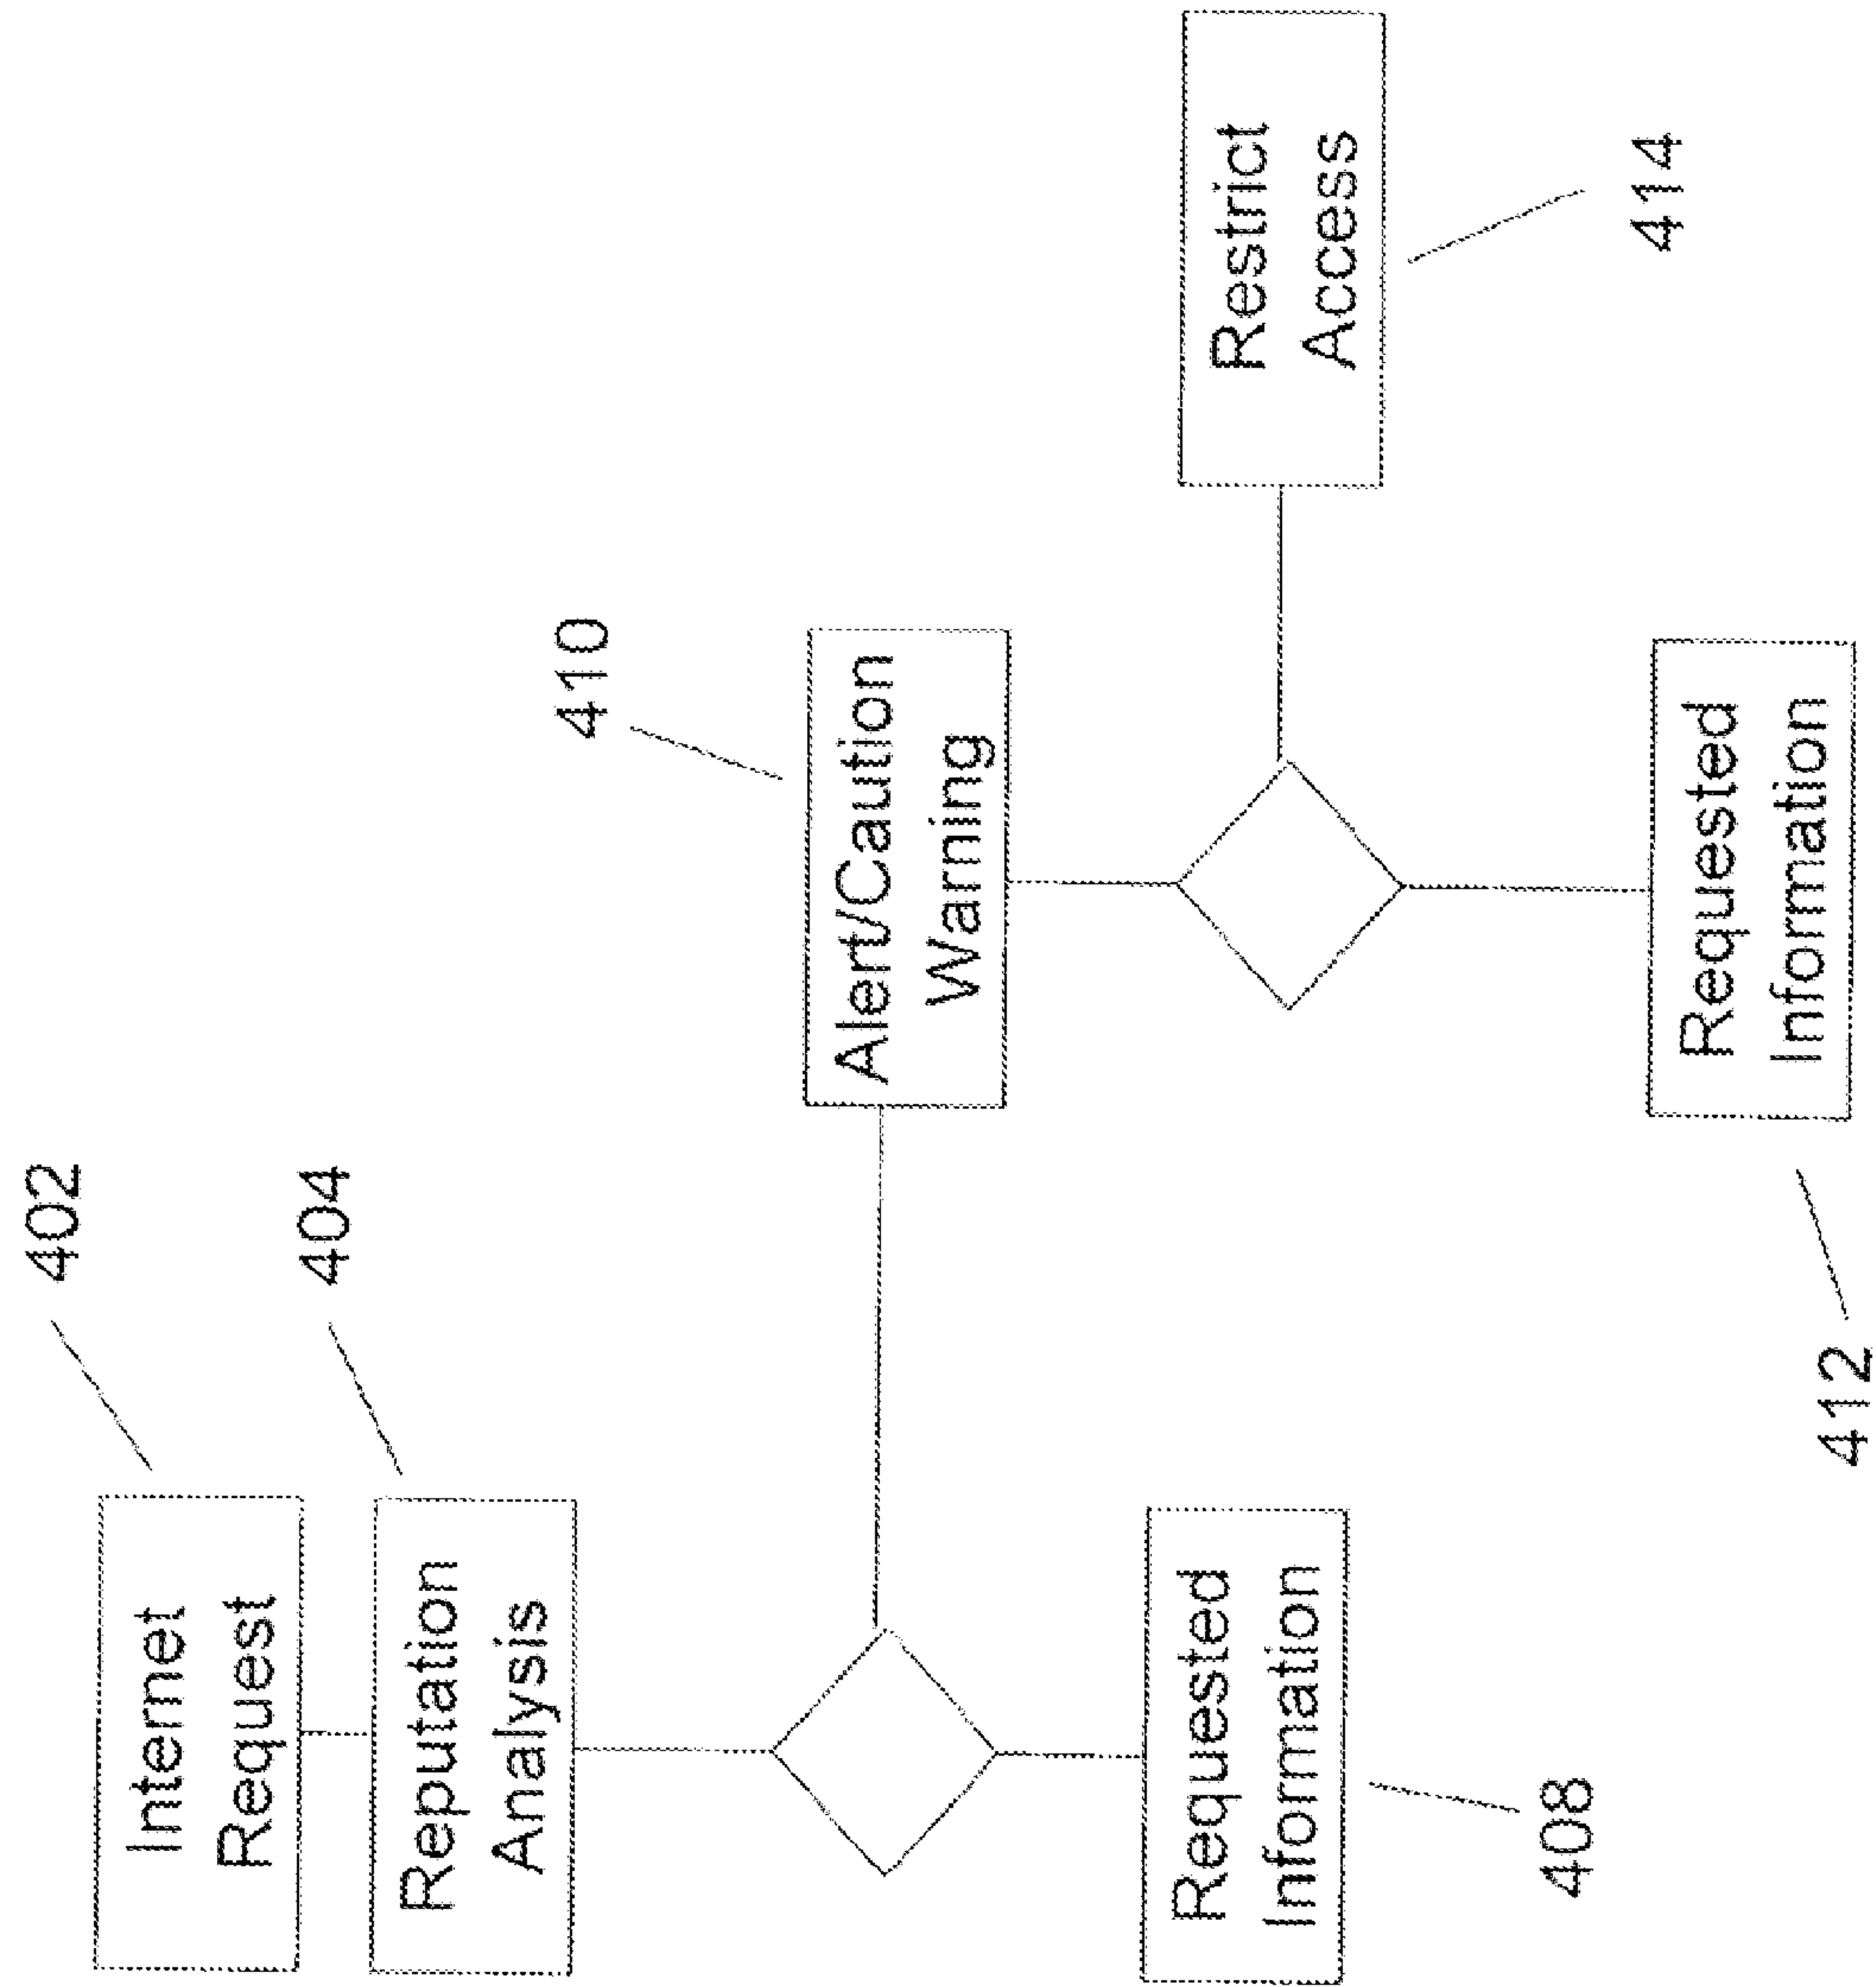 402
Internet
Request
404
Reputation
Analysis
410
Alert/Caution
Warning
Requested
Information
408
Restrict
Access
414
Requested
Information
412